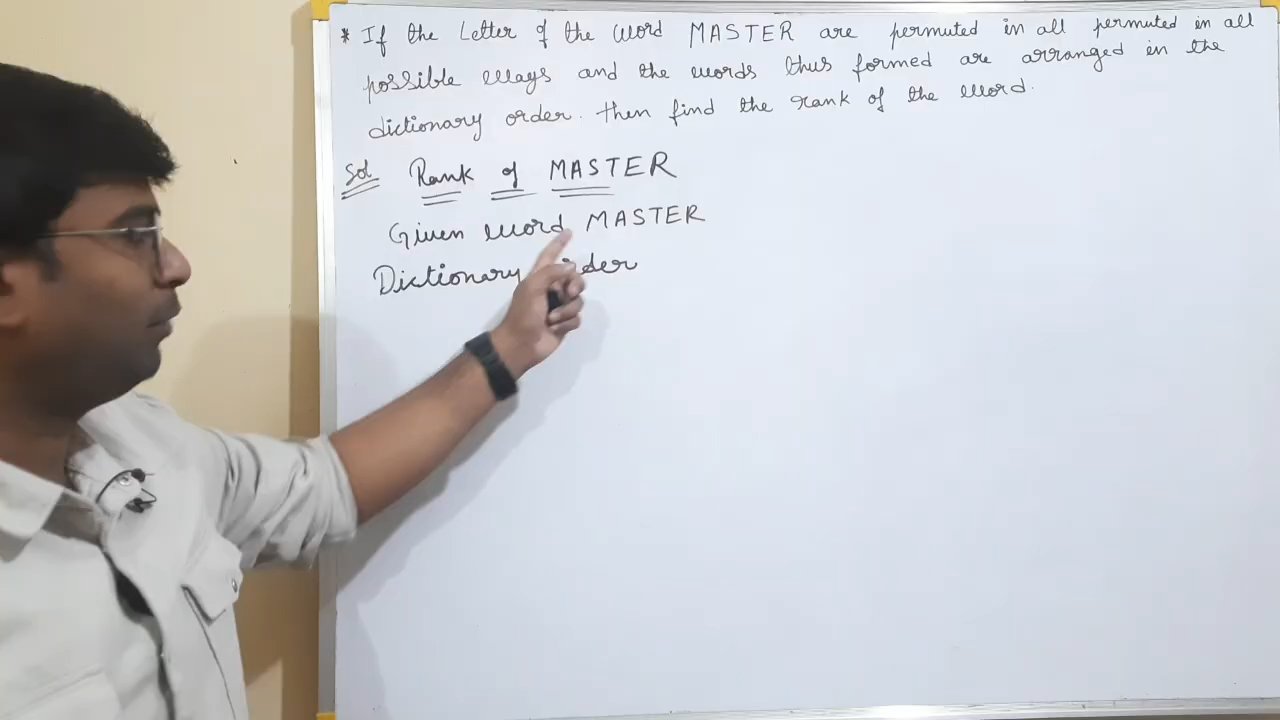 * If the Letter of the word MASTER are permuted in all permuted in all
possible ways and the words thus formed are arranged in the
dictionary order. then find the rank of the word.
Sol Rank of MASTER
Given word MASTER
Dictionary order